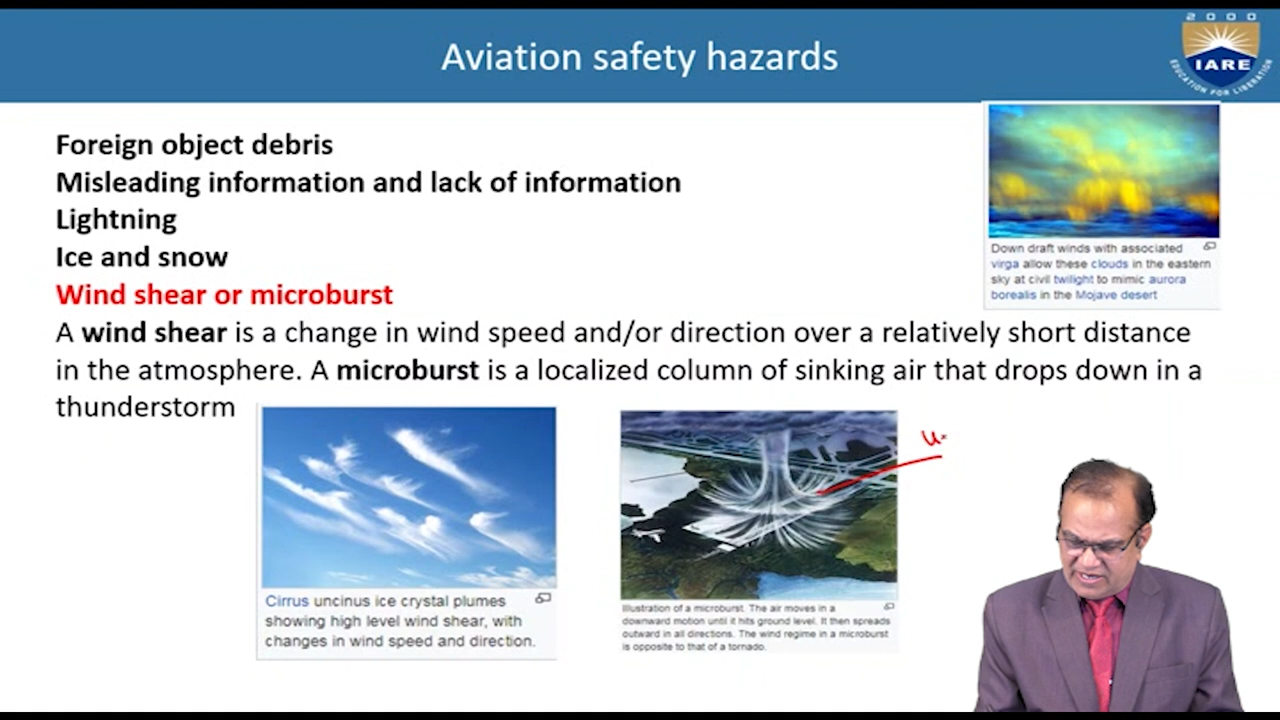 Aviation safety hazards
2000
IARE
EDUCATION FOR LIBERATION
Foreign object debris
Misleading information and lack of information
Lightning
Ice and snow
Wind shear or microburst
A wind shear is a change in wind speed and/or direction over a relatively short distance
in the atmosphere. A microburst is a localized column of sinking air that drops down in a
thunderstorm
Down draft winds with associated
virga allow these clouds in the eastern
sky at civil twilight to mimic aurora
borealis in the Mojave desert
Cirrus uncinus ice crystal plumes
showing high level wind shear, with
changes in wind speed and direction.
Illustration of a microburst. The air moves in a
downward motion until it hits ground level. It then spreads
outward in all directions. The wind regime in a microburst
is opposite to that of a tornado.